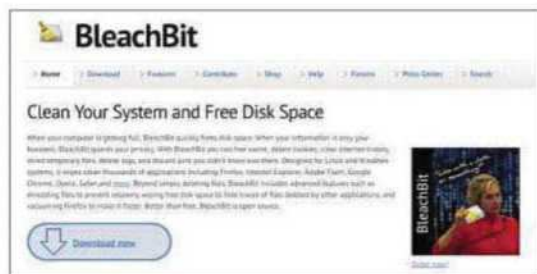 BleachBit
Home Download Features Contribute Shop Help Forums Press Center Search
Clean Your System and Free Disk Space
When your computer is getting full, BleachBit quickly frees disk space. When your information is only your
business, BleachBit guards your privacy. With BleachBit you can free cache, delete cookies, clear Internet history,
shred temporary files, delete logs, and discard junk you didn't know was there. Designed for Linux and Windows
systems, it wipes clean thousands of applications including Firefox, Internet Explorer, Adobe Flash, Google
Chrome, Opera, Safari, and more. Beyond simply deleting files, BleachBit includes advanced features such as
shredding files to prevent recovery, wiping free disk space to hide traces of files deleted by other applications, and
vacuuming Firefox to make it faster. Better than free, BleachBit is open source.
Download now
BleachBit